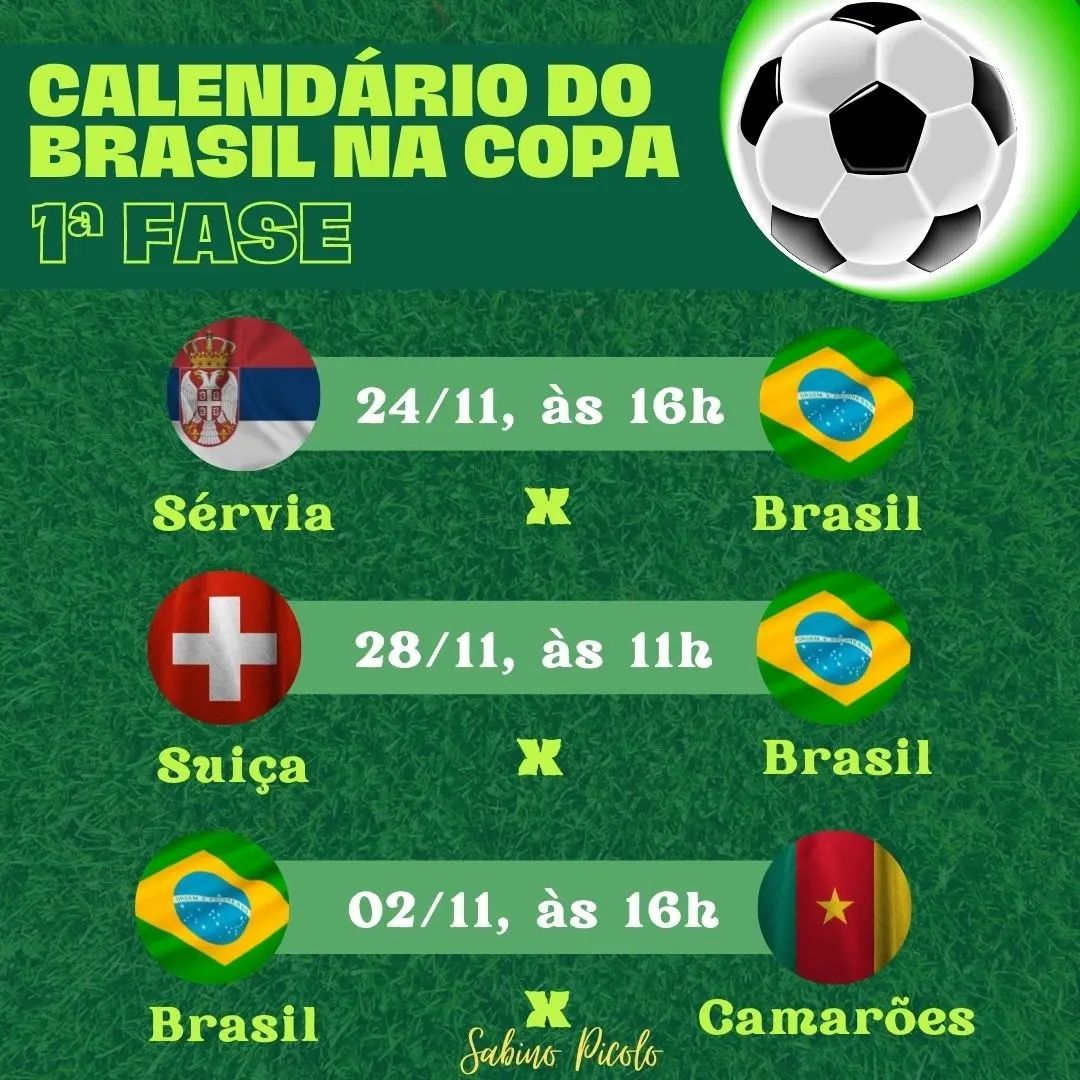 CALENDÁRIO DO
BRASIL NA COPA
1ª FASE
24/11, às 16h
Sérvia X Brasil
28/11, às 11h
Suiça X Brasil
02/11, às 16h
Brasil X Camarões
Sabino Picolo